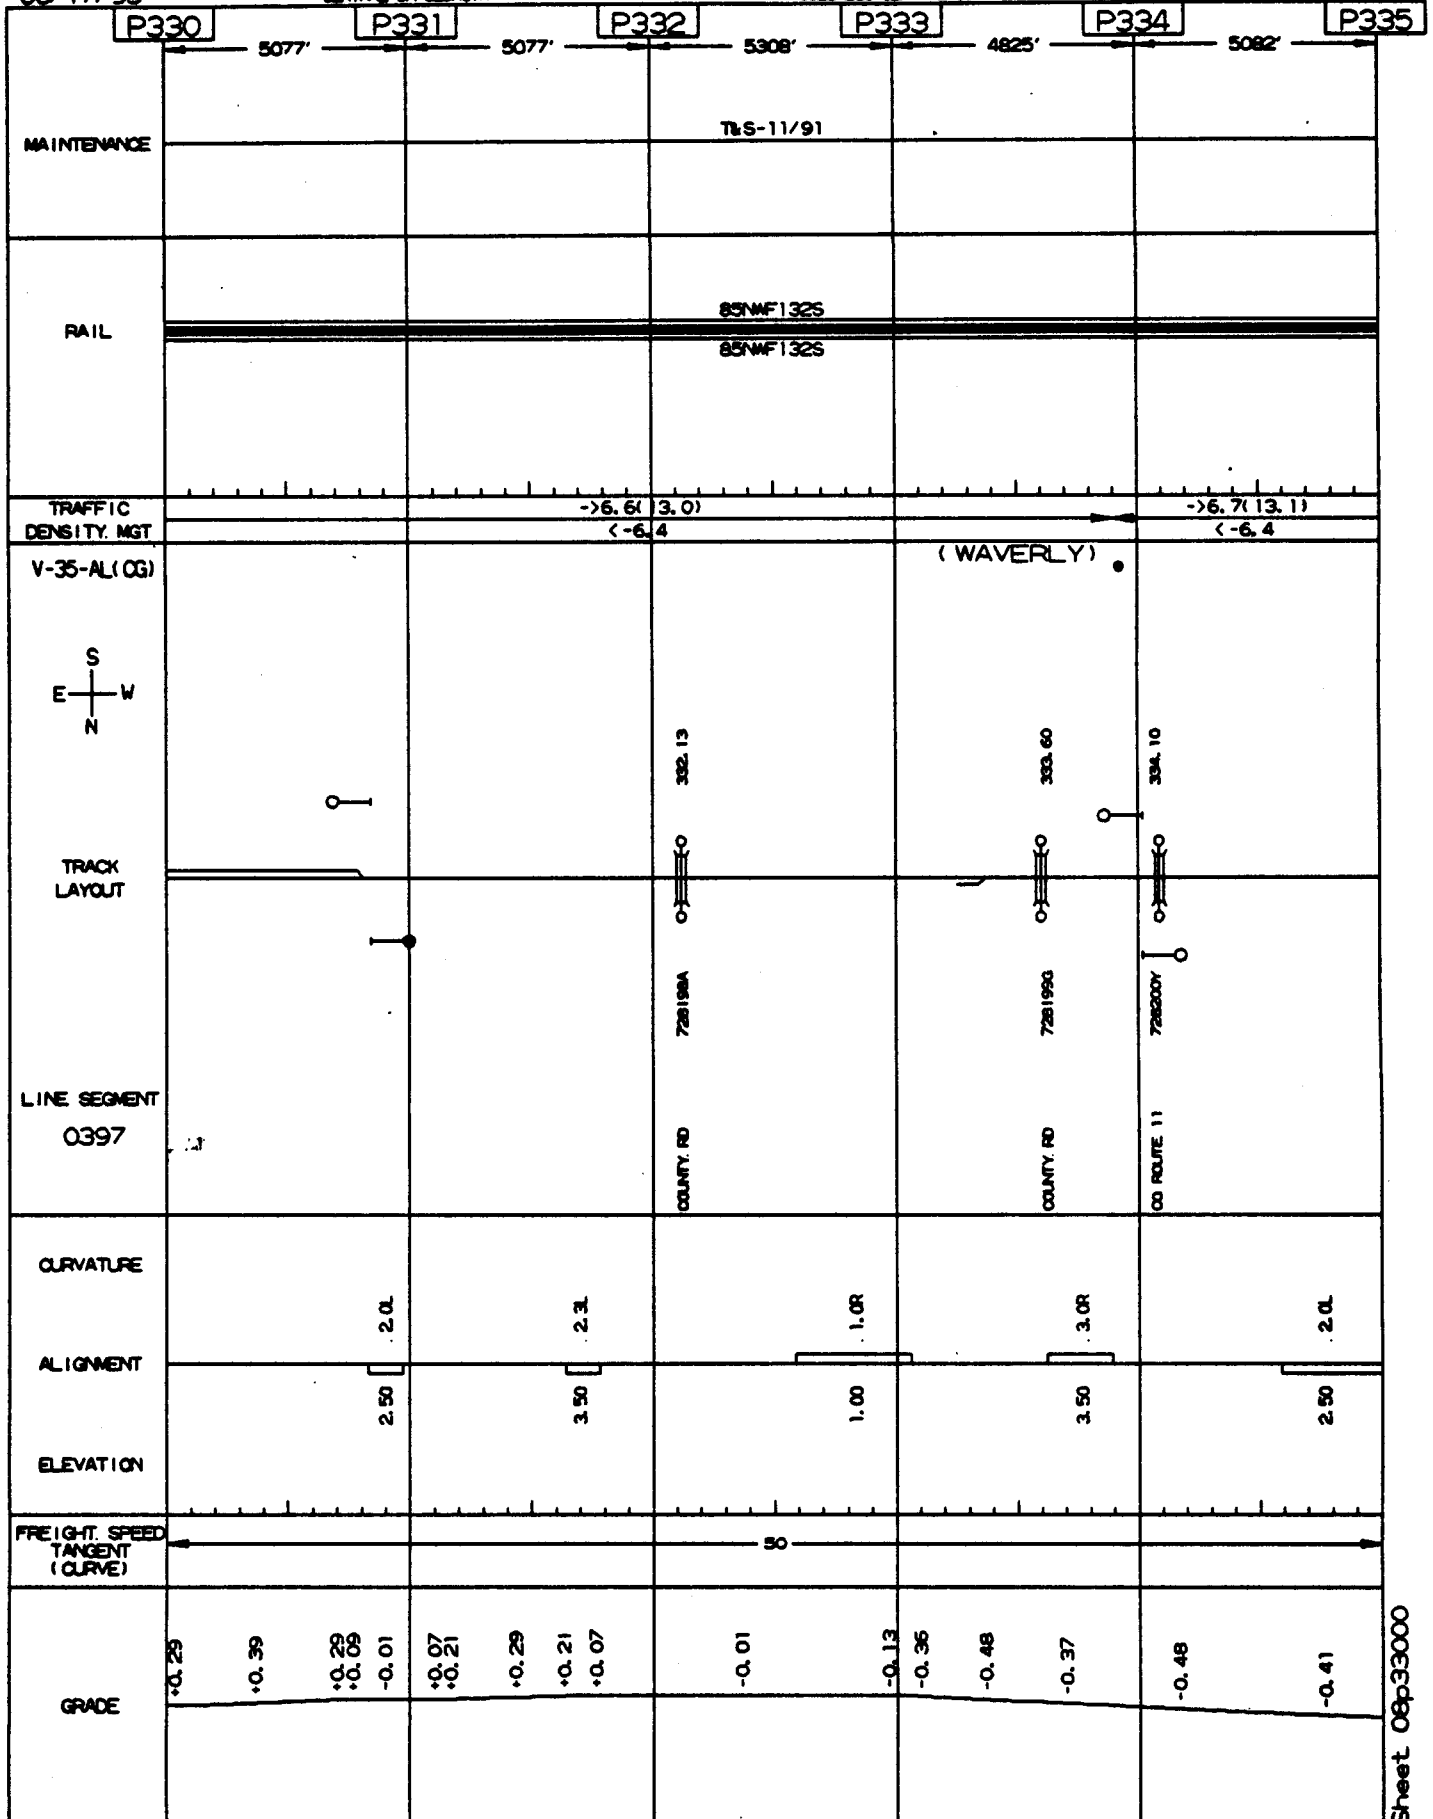 P330 P331 P332 P333 P334 P335
5077' 5077' 5308' 4825' 5082'
MAINTENANCE
T&S-11/91
RAIL
85NWF132S
85NWF132S
TRAFFIC
DENSITY. MGT
->6.6(13.0)
<-6.4
->6.7(13.1)
<-6.4
V-35-AL(CG)
(WAVERLY)
S
E W
N
332.13
333.60
334.10
TRACK
LAYOUT
728198A
728199G
728200Y
LINE SEGMENT
0397
COUNTY. RD
COUNTY. RD
CO ROUTE 11
CURVATURE
2.0L 2.3L 1.0R 3.0R 2.0L
ALIGNMENT
2.50 3.50 1.00 3.50 2.50
ELEVATION
FREIGHT. SPEED
TANGENT
(CURVE)
50
+0.29 +0.39 +0.29 +0.09 -0.01 +0.07 +0.21 +0.29 +0.21 +0.07 -0.01 -0.13 -0.36 -0.48 -0.37 -0.48 -0.41
GRADE
Sheet 08p33000